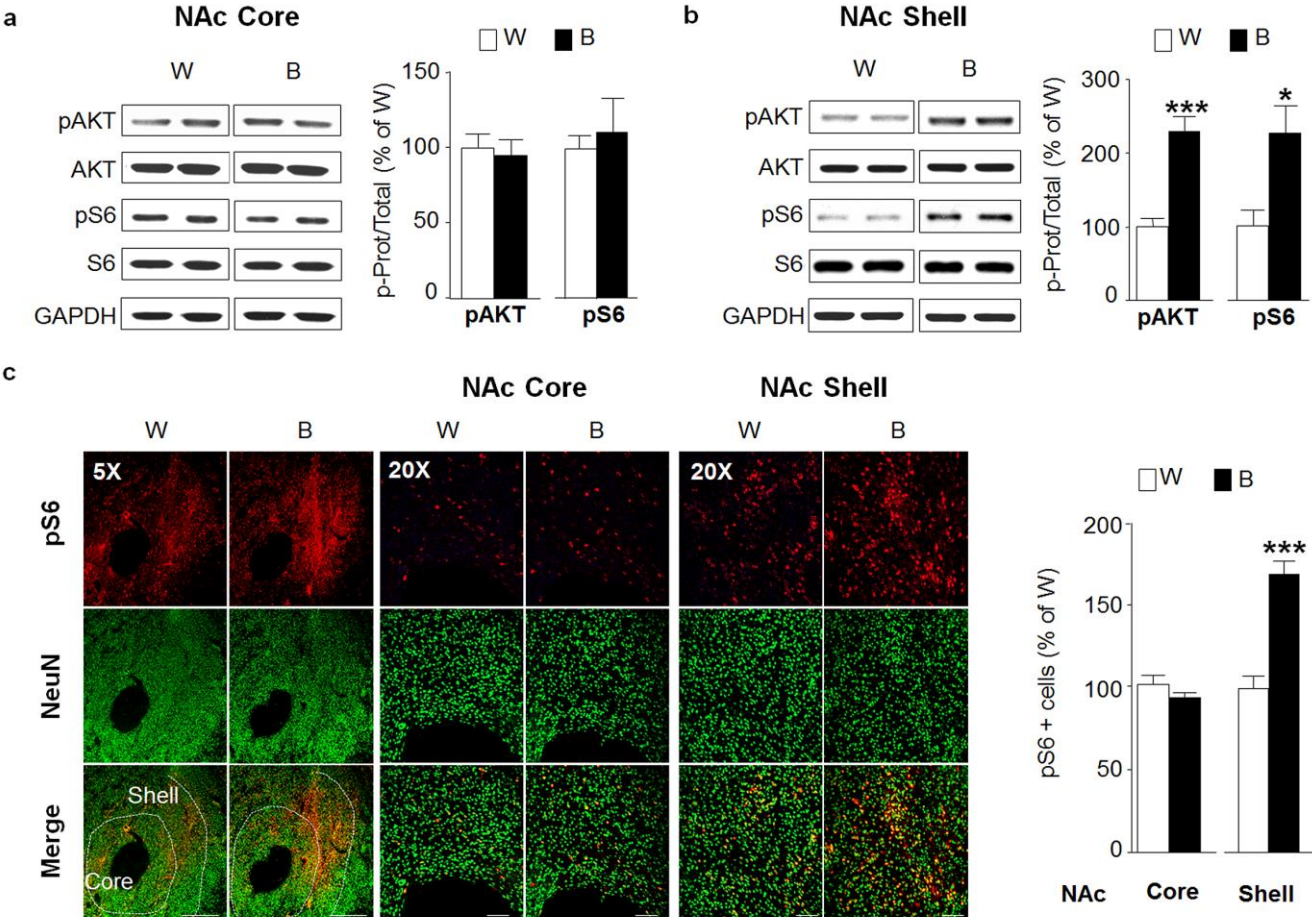 a
NAc Core
W B
pAKT
AKT
pS6
S6
GAPDH
W B
p-Prot/Total (% of W)
150
100
50
0
pAKT pS6
b
NAc Shell
W B
pAKT
AKT
pS6
S6
GAPDH
W B
p-Prot/Total (% of W)
300
200
100
0
*** *
pAKT pS6
c
NAc Core NAc Shell
W B W B W B
5X 20X 20X
pS6
NeuN
Merge
Shell
Core
W B
pS6 + cells (% of W)
200
150
100
50
0
***
NAc Core Shell